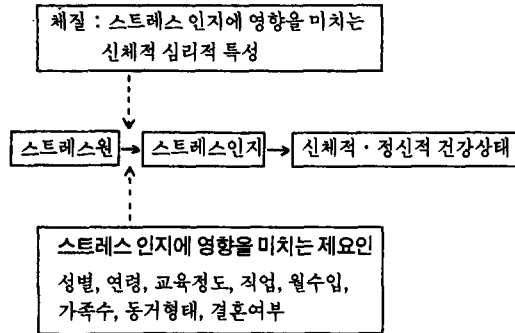 체질 : 스트레스 인지에 영향을 미치는
신체적 심리적 특성
스트레스원 → 스트레스인지 → 신체적 · 정신적 건강상태
스트레스 인지에 영향을 미치는 제요인
성별, 연령, 교육정도, 직업, 월수입,
가족수, 동거형태, 결혼여부